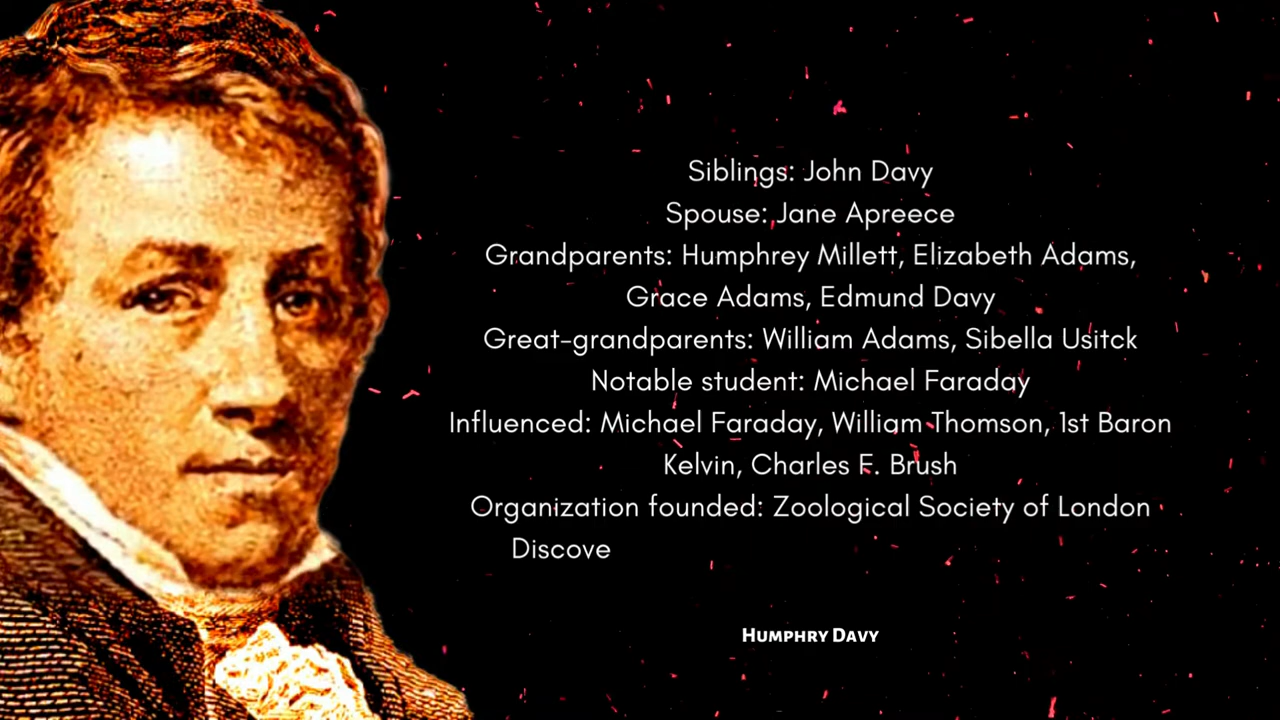 Siblings: John Davy
Spouse: Jane Apreece
Grandparents: Humphrey Millett, Elizabeth Adams,
Grace Adams, Edmund Davy
Great-grandparents: William Adams, Sibella Usitck
Notable student: Michael Faraday
Influenced: Michael Faraday, William Thomson, 1st Baron
Kelvin, Charles F. Brush
Organization founded: Zoological Society of London
Discove
Humphry Davy